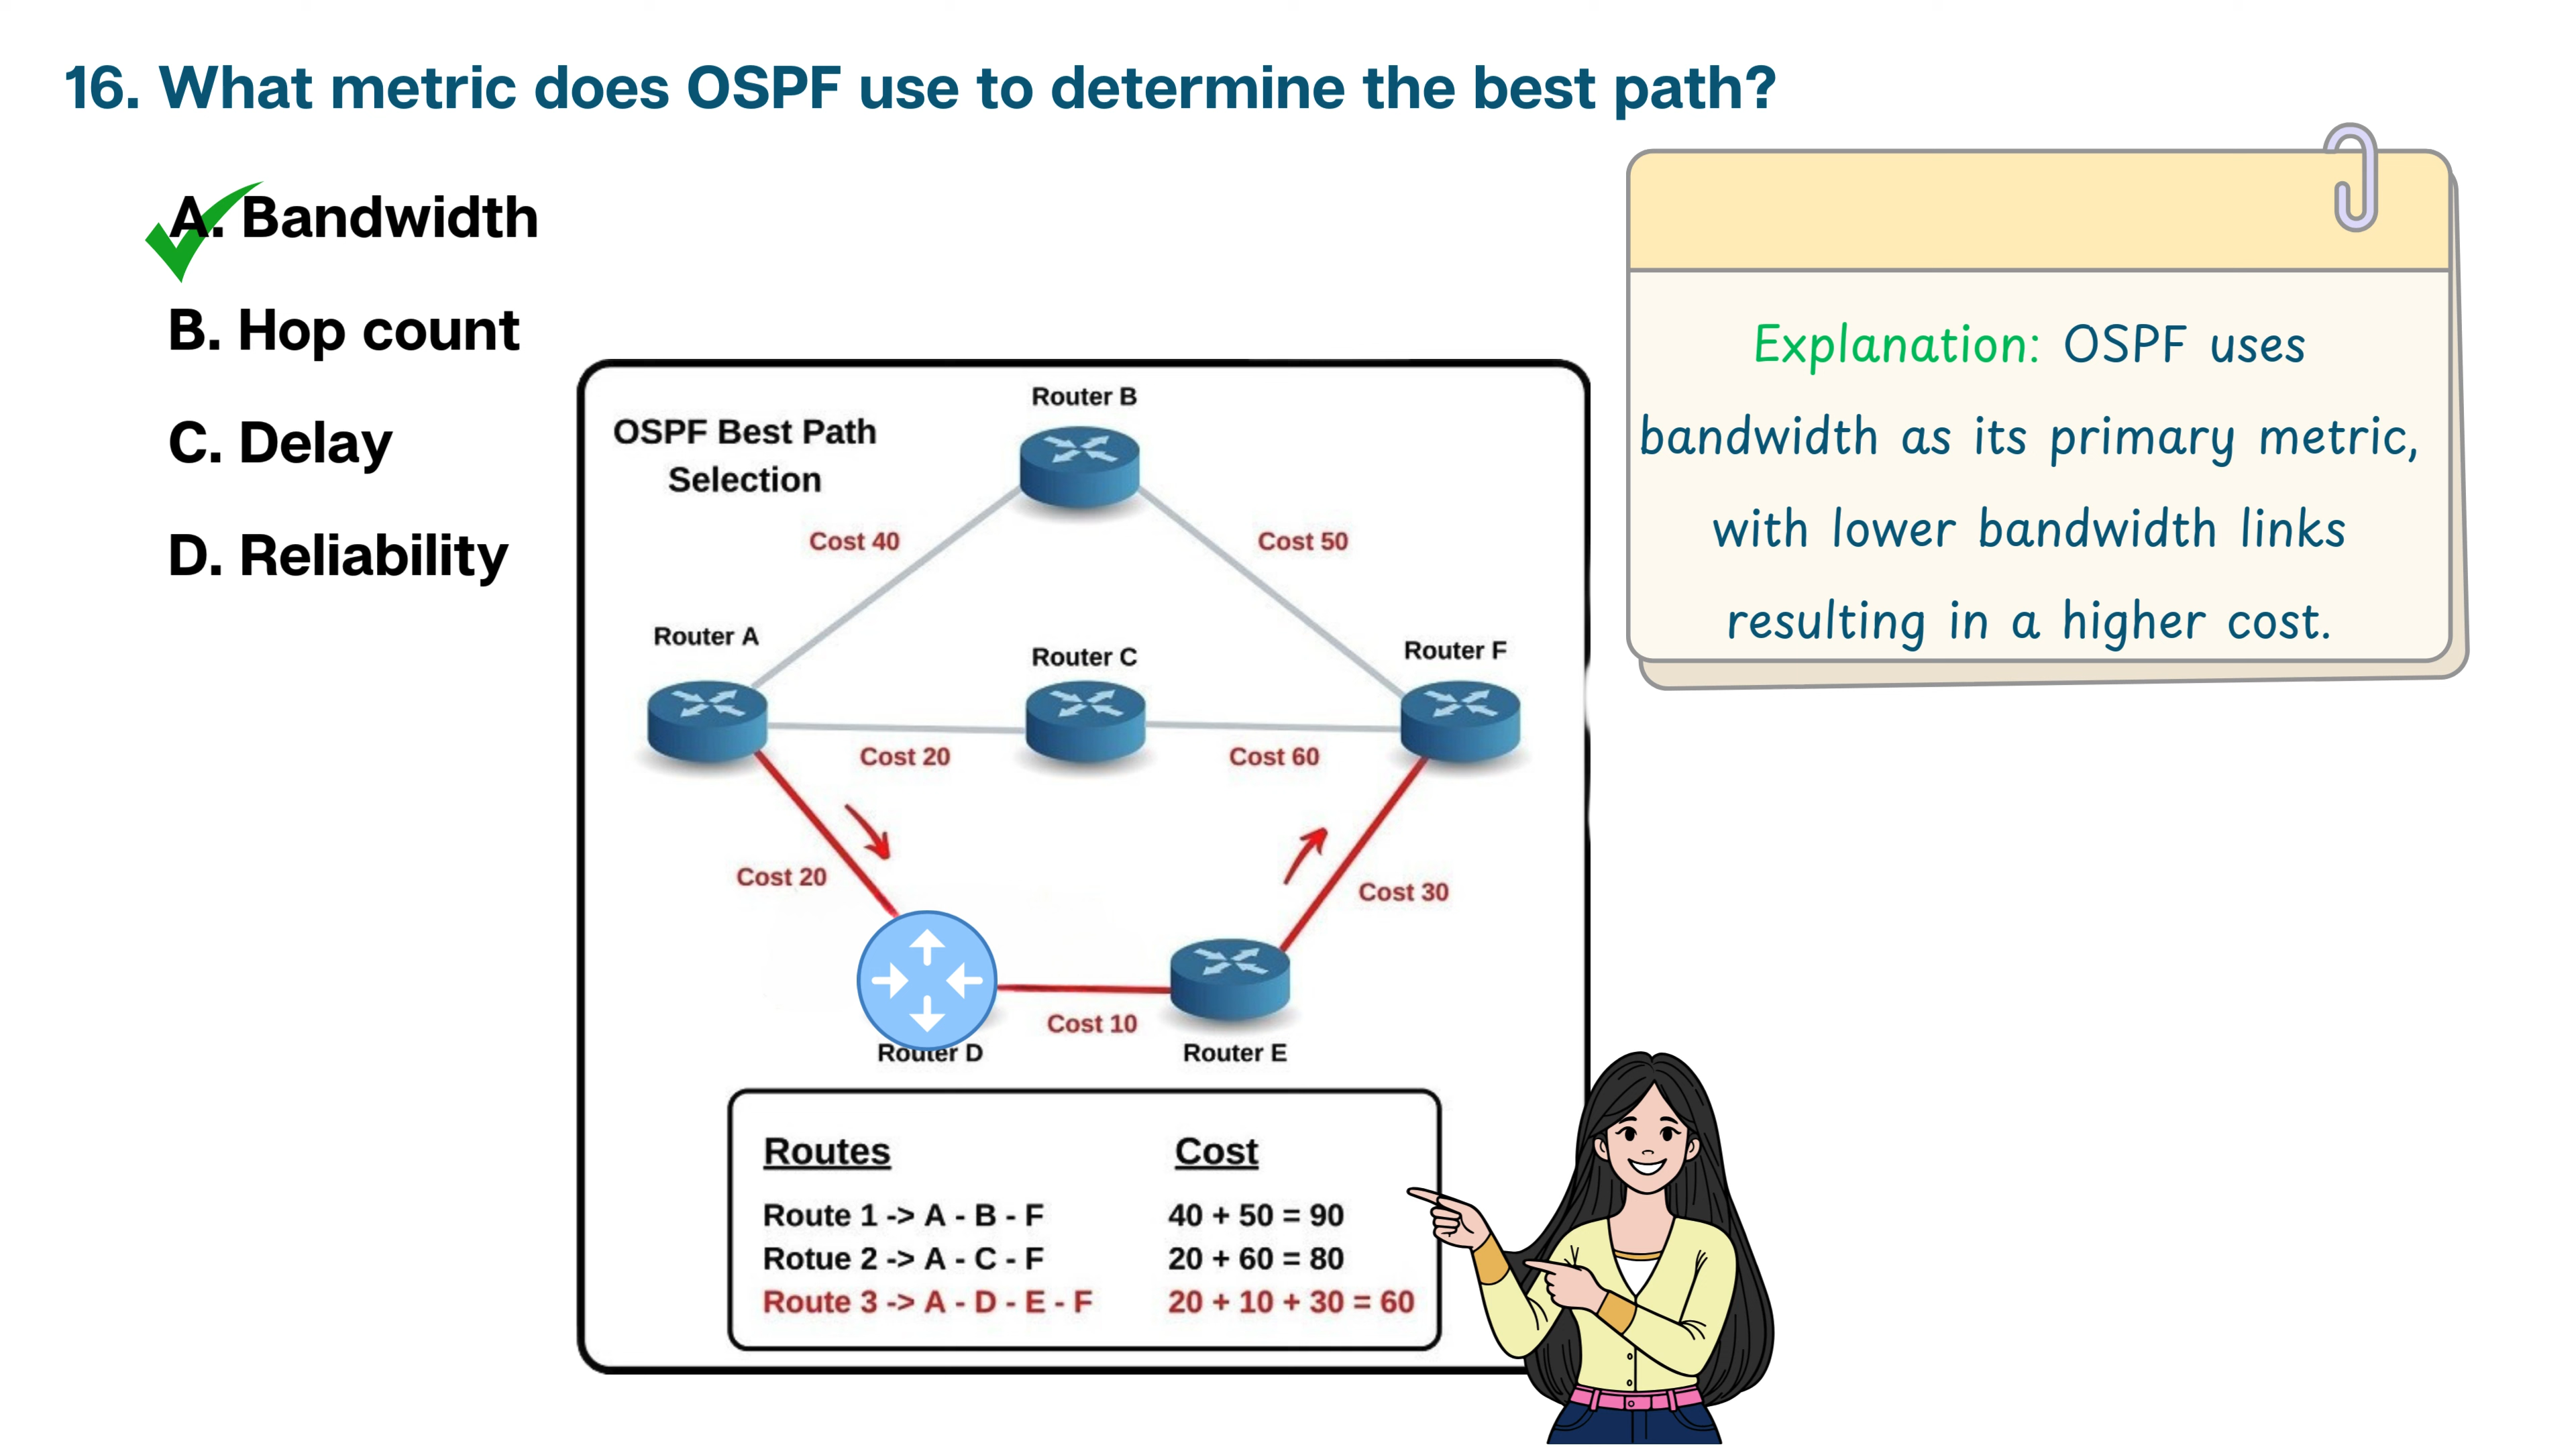 16. What metric does OSPF use to determine the best path?
A. Bandwidth
B. Hop count
C. Delay
D. Reliability
Explanation: OSPF uses
bandwidth as its primary metric,
with lower bandwidth links
resulting in a higher cost.
OSPF Best Path
Selection
Router B
Cost 40
Cost 50
Router A
Router C
Router F
Cost 20
Cost 60
Cost 20
Cost 30
Cost 10
Router D
Router E
Routes Cost
Route 1 -> A - B - F 40 + 50 = 90
Rotue 2 -> A - C - F 20 + 60 = 80
Route 3 -> A - D - E - F 20 + 10 + 30 = 60